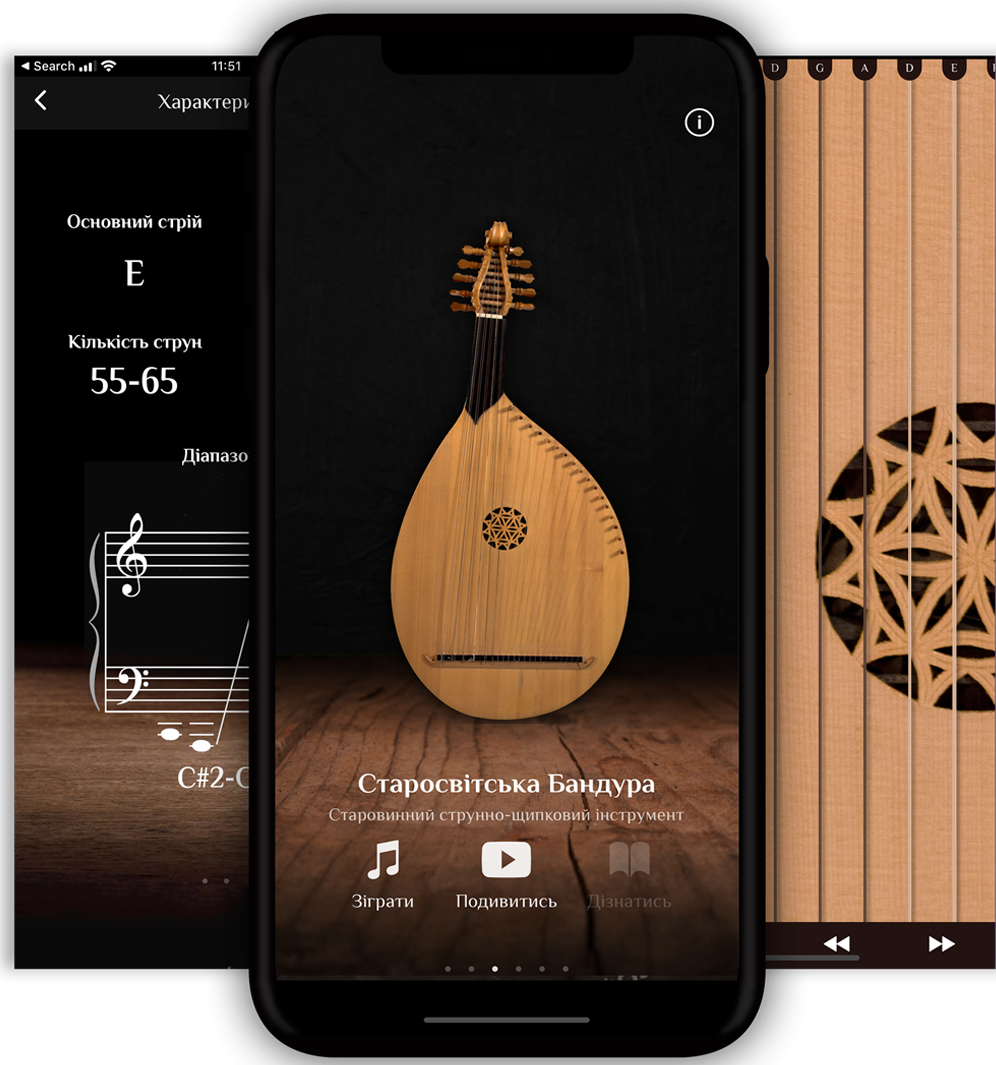 Search
11:51
Характери
Основний стрій
E
Кількість струн
55-65
Діапазо
C#2-C
i
Старосвітська Бандура
Старовинний струнно-щипковий інструмент
Зіграти
Подивитись
Дізнатись
D
G
A
D
E